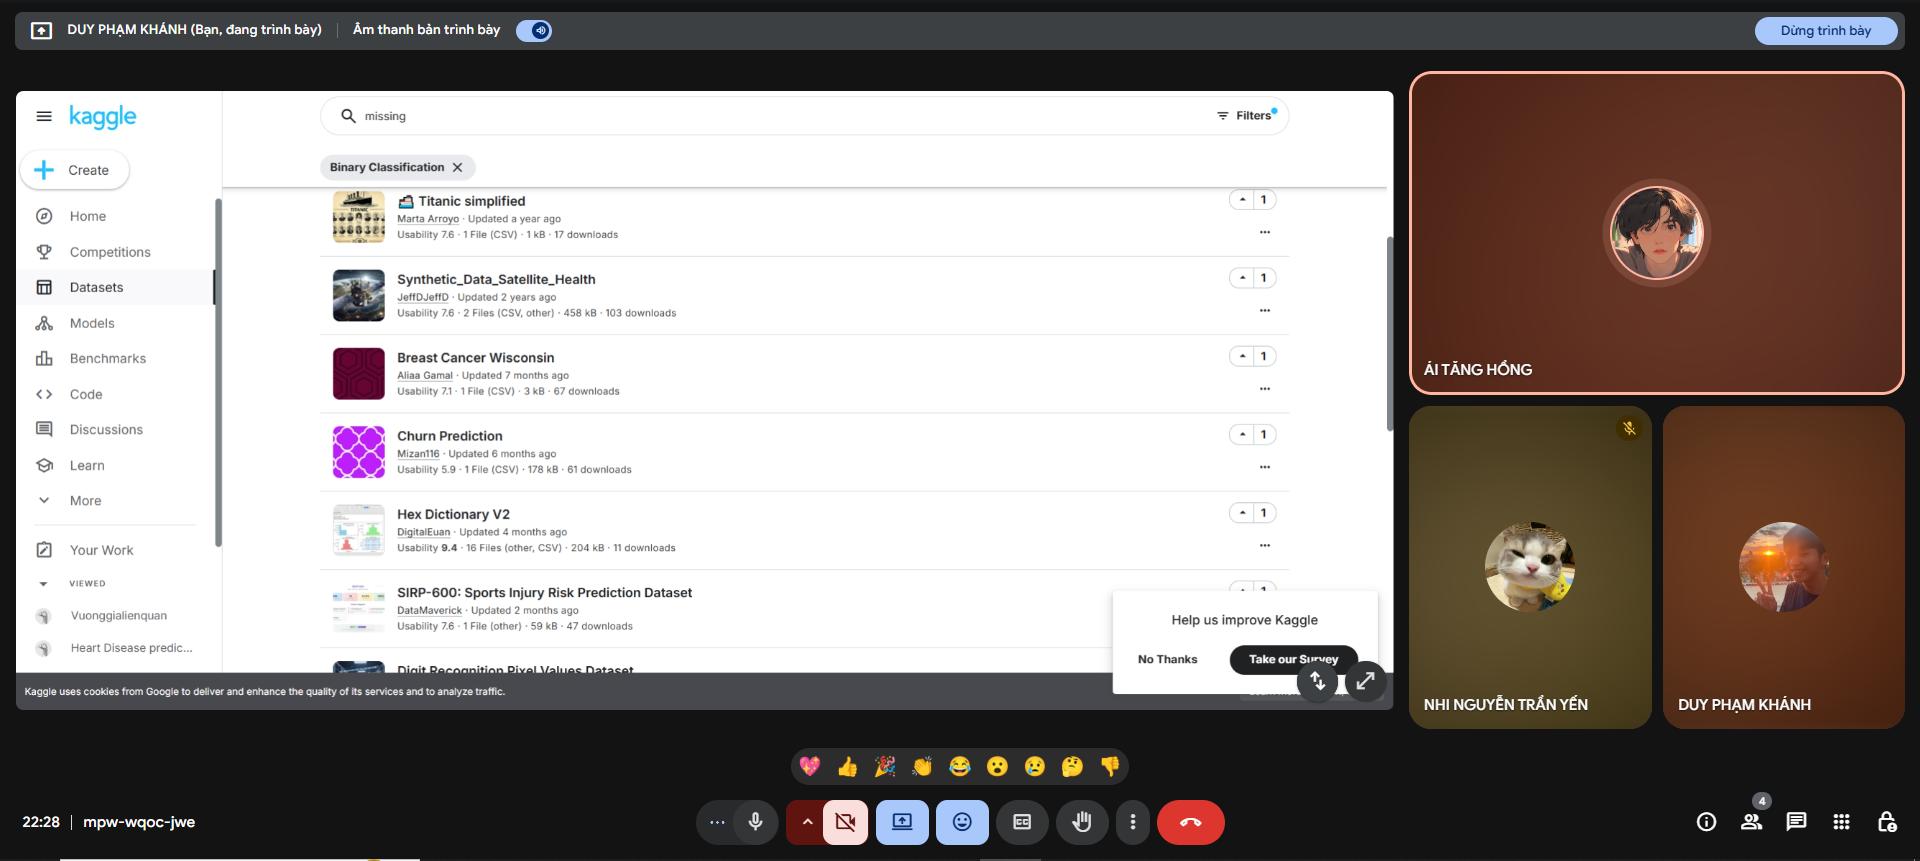 DUY PHẠM KHÁNH (Bạn, đang trình bày)
Âm thanh bản trình bày
Dừng trình bày
kaggle
missing
Filters
Create
Binary Classification
Home
Competitions
Datasets
Models
Benchmarks
Code
Discussions
Learn
More
Your Work
VIEWED
Vuonggialienquan
Heart Disease predic...
Titanic simplified
1
Marta Arroyo · Updated a year ago
Usability 7.6 · 1 File (CSV) · 1 kB · 17 downloads
Synthetic_Data_Satellite_Health
1
JeffDJeffD · Updated 2 years ago
Usability 7.6 · 2 Files (CSV, other) · 458 kB · 103 downloads
Breast Cancer Wisconsin
1
Aliaa Gamal · Updated 7 months ago
Usability 7.1 · 1 File (CSV) · 3 kB · 67 downloads
Churn Prediction
1
Mizan116 · Updated 6 months ago
Usability 5.9 · 1 File (CSV) · 178 kB · 61 downloads
Hex Dictionary V2
1
DigitalEuan · Updated 4 months ago
Usability 9.4 · 16 Files (other, CSV) · 204 kB · 11 downloads
SIRP-600: Sports Injury Risk Prediction Dataset
1
DataMaverick · Updated 2 months ago
Usability 7.6 · 1 File (other) · 59 kB · 47 downloads
Digit Recognition Pixel Values Dataset
Help us improve Kaggle
No Thanks
Take our Survey
Kaggle uses cookies from Google to deliver and enhance the quality of its services and to analyze traffic.
ÁI TĂNG HỒNG
NHI NGUYỄN TRẦN YẾN
DUY PHẠM KHÁNH
22:28
mpw-wqoc-jwe
CC
4